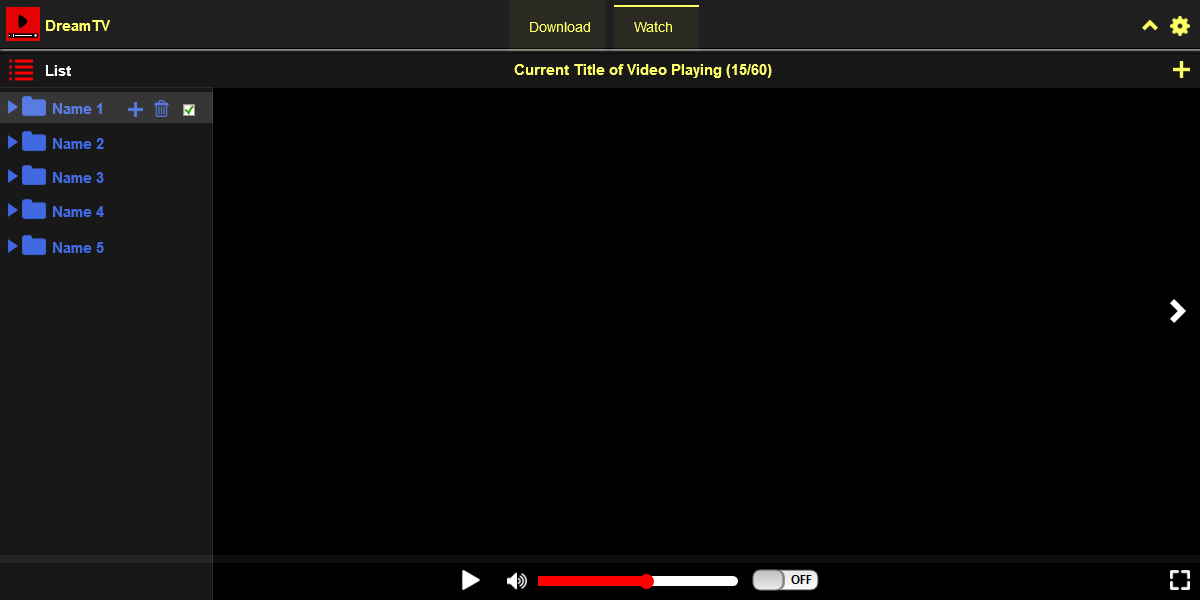 DreamTV
Download
Watch
List
Current Title of Video Playing (15/60)
Name 1
Name 2
Name 3
Name 4
Name 5
OFF